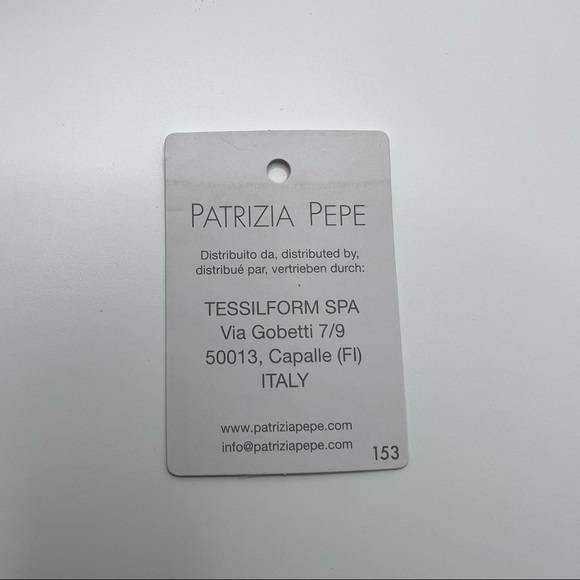 PATRIZIA PEPE
Distribuito da, distributed by,
distribué par, vertrieben durch:
TESSILFORM SPA
Via Gobetti 7/9
50013, Capalle (FI)
ITALY
www.patriziapepe.com
info@patriziapepe.com
153